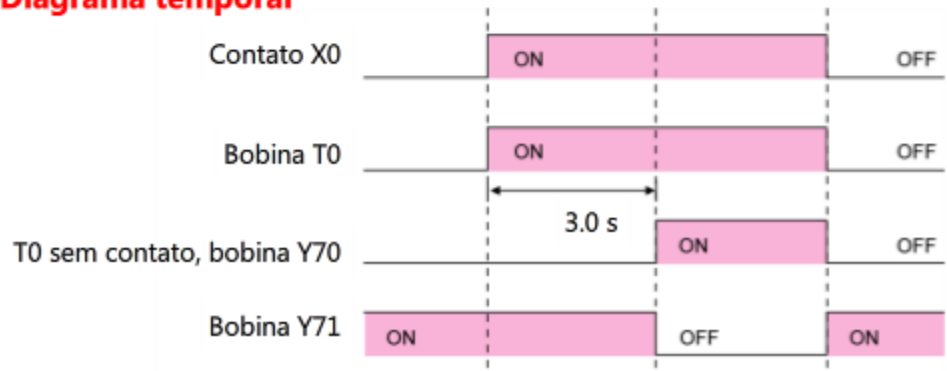 Diagrama temporal
Contato X0 ON OFF
Bobina T0 ON OFF
3.0 s
T0 sem contato, bobina Y70 ON OFF
Bobina Y71 ON OFF ON